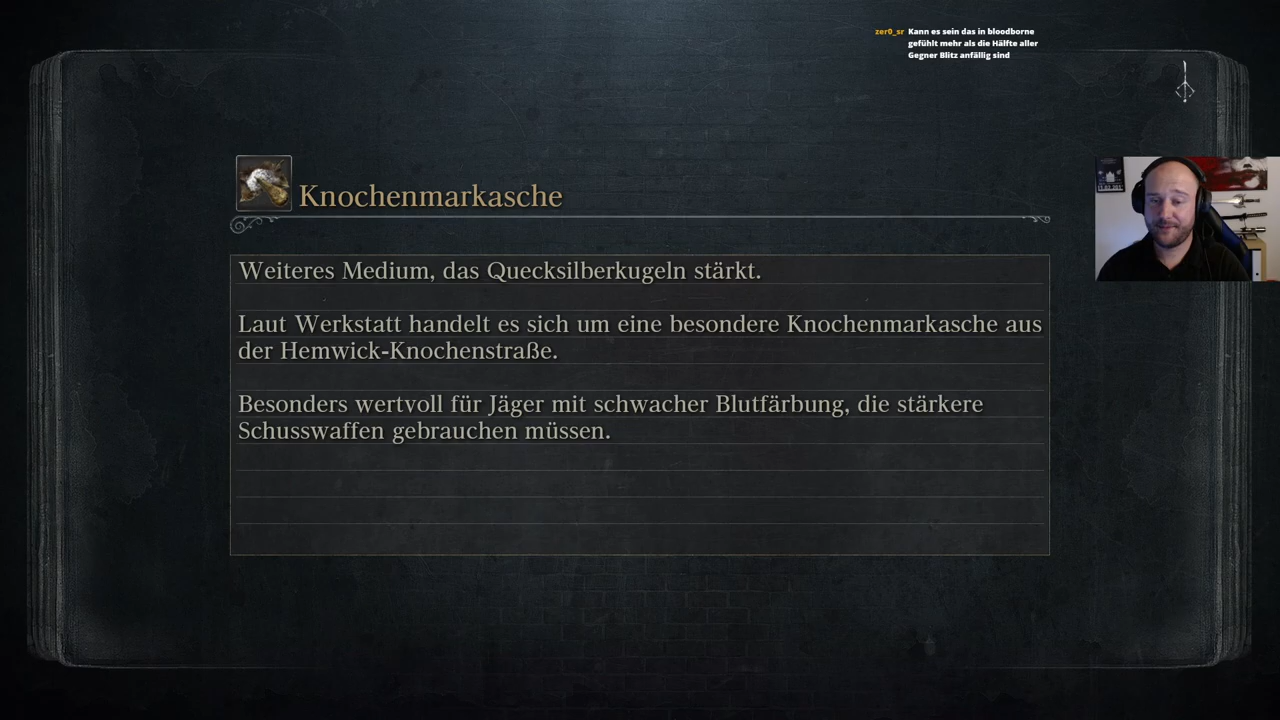 zer0_sr Kann es sein das in bloodborne
gefühlt mehr als die Hälfte aller
Gegner Blitz anfällig sind
Knochenmarkasche
Weiteres Medium, das Quecksilberkugeln stärkt.
Laut Werkstatt handelt es sich um eine besondere Knochenmarkasche aus
der Hemwick-Knochenstraße.
Besonders wertvoll für Jäger mit schwacher Blutfärbung, die stärkere
Schusswaffen gebrauchen müssen.